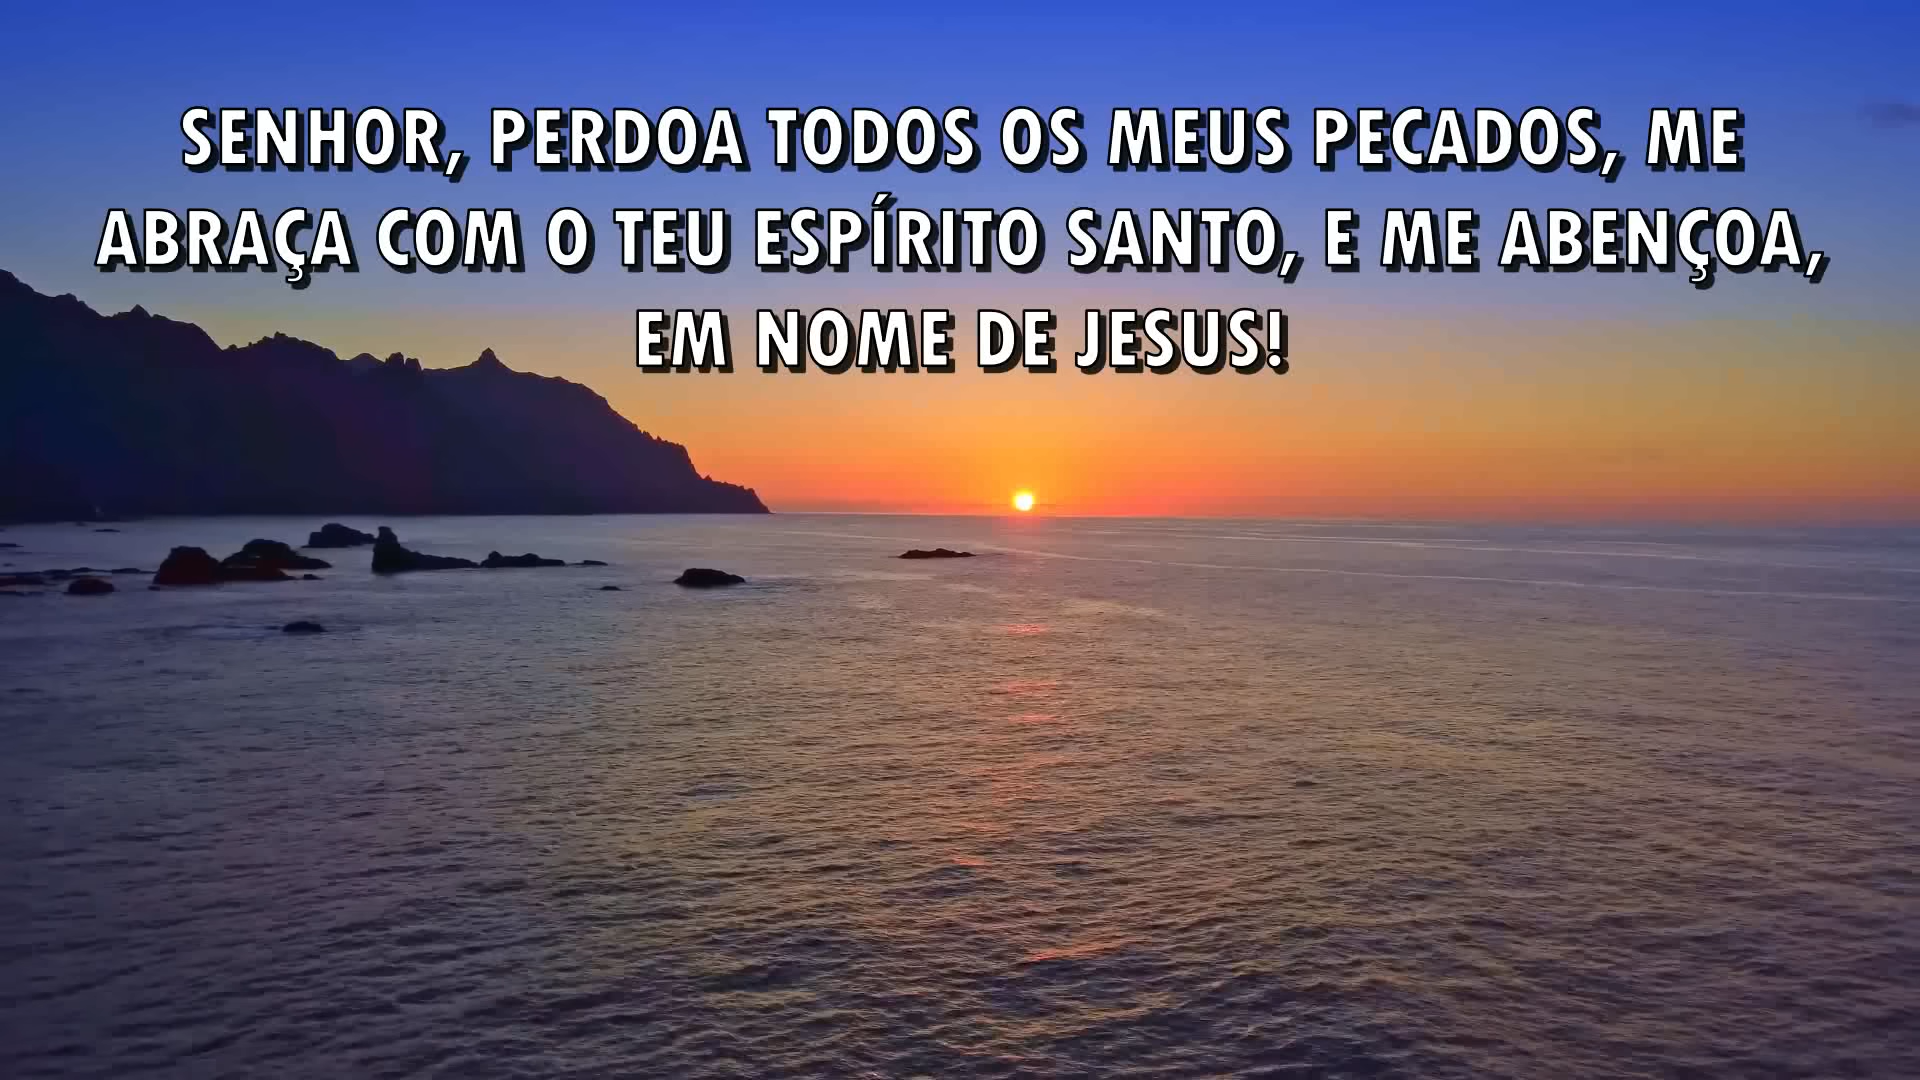 SENHOR, PERDOA TODOS OS MEUS PECADOS, ME
ABRAÇA COM O TEU ESPÍRITO SANTO, E ME ABENÇOA,
EM NOME DE JESUS!